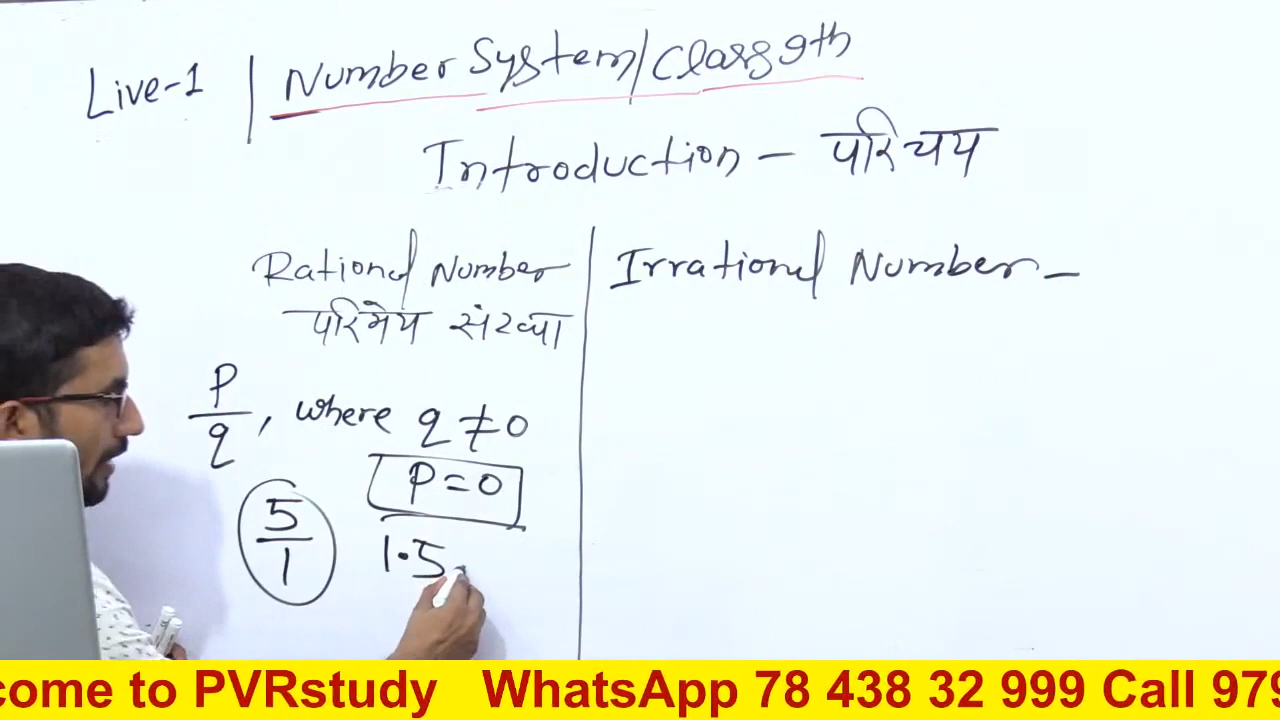 Live-1 | Number System/Class 9th
Introduction - परिचय
Rational Number
परिमेय संख्या
P/q, where q ≠ 0
P = 0
5/1
1.5
Irrational Number -
come to PVRstudy WhatsApp 78 438 32 999 Call 979